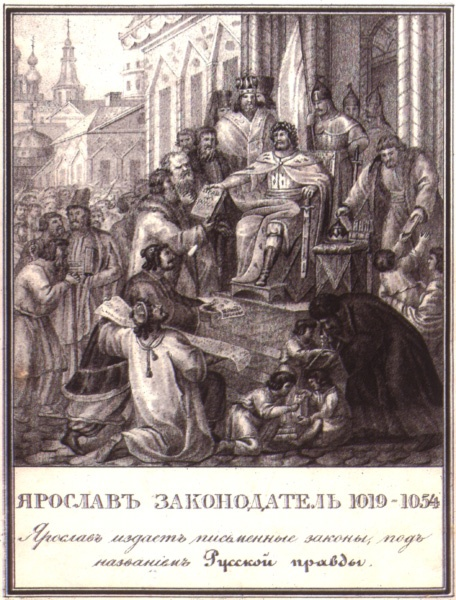 ЯРОСЛАВЪ ЗАКОНОДАТЕЛЬ 1019-1054
Ярославъ издаетъ письменные законы, подъ
названіемъ Русской правды.